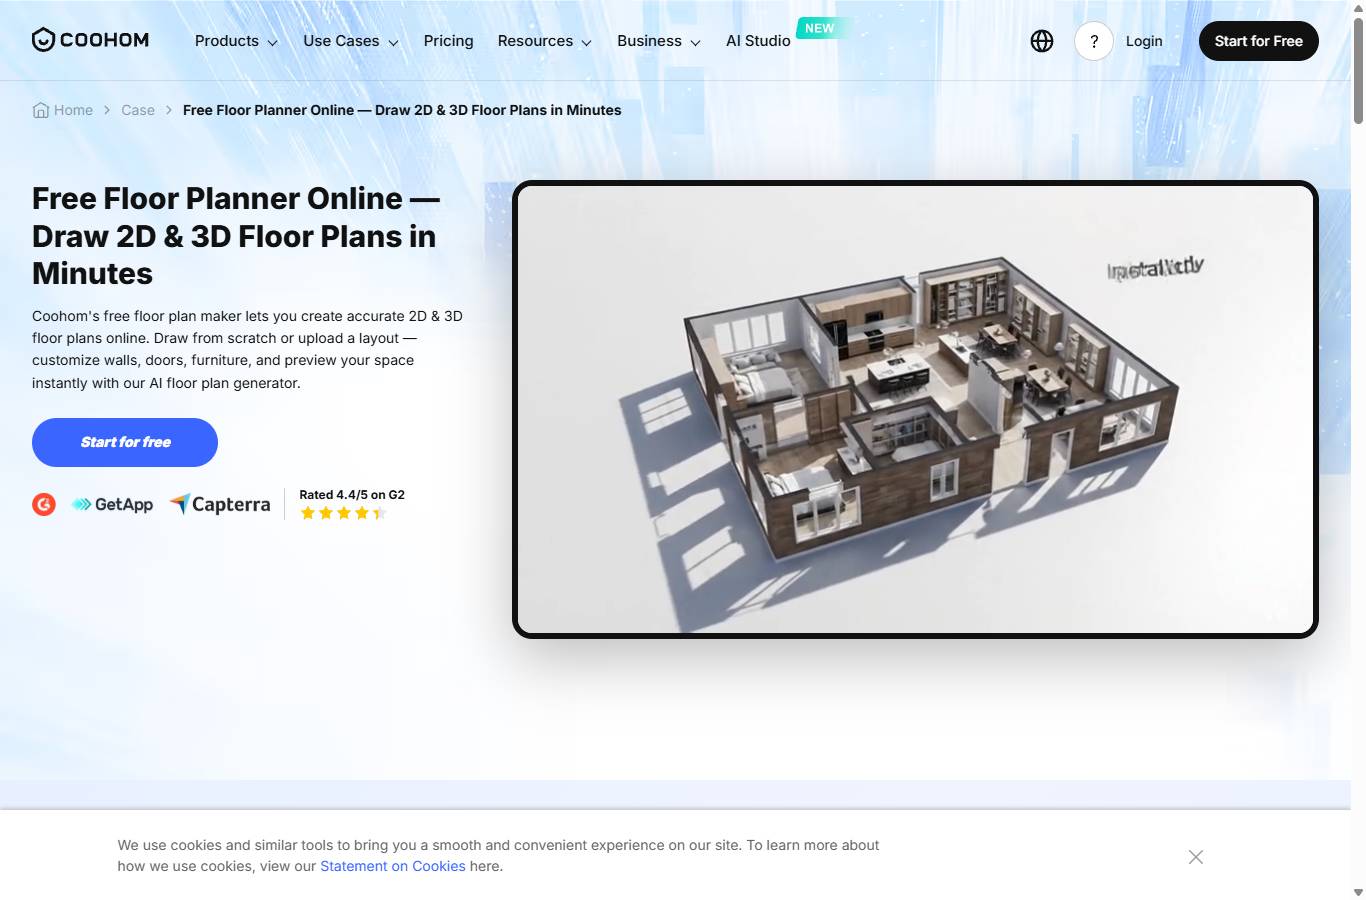 COOHOM
Products
Use Cases
Pricing
Resources
Business
AI Studio
NEW
?
Login
Start for Free
Home
Case
Free Floor Planner Online — Draw 2D & 3D Floor Plans in Minutes
Free Floor Planner Online —
Draw 2D & 3D Floor Plans in
Minutes
Coohom's free floor plan maker lets you create accurate 2D & 3D
floor plans online. Draw from scratch or upload a layout —
customize walls, doors, furniture, and preview your space
instantly with our AI floor plan generator.
Start for free
GetApp
Capterra
Rated 4.4/5 on G2
We use cookies and similar tools to bring you a smooth and convenient experience on our site. To learn more about
how we use cookies, view our Statement on Cookies here.